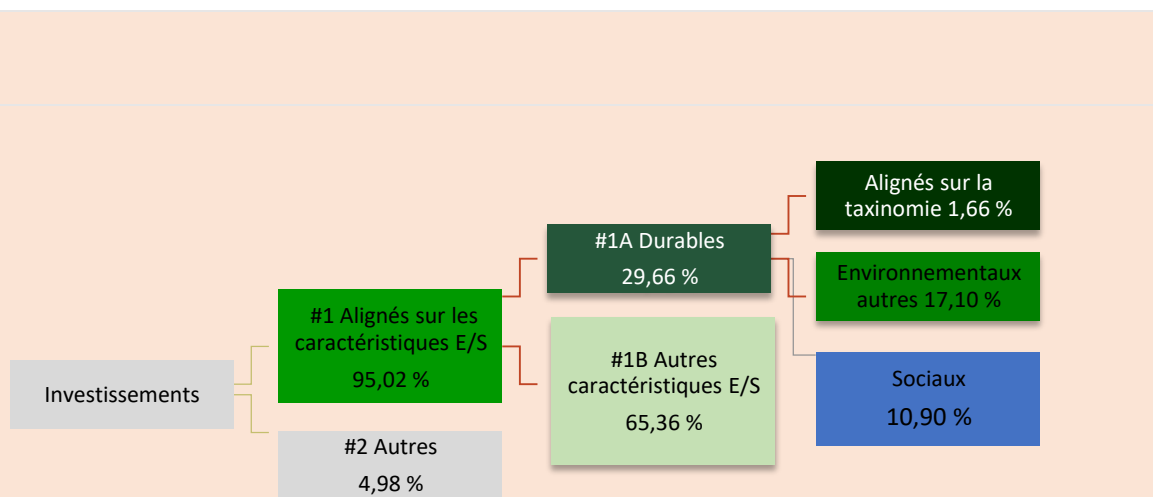 Investissements
#1 Alignés sur les
caractéristiques E/S
95,02 %
#2 Autres
4,98 %
#1A Durables
29,66 %
#1B Autres
caractéristiques E/S
65,36 %
Alignés sur la
taxinomie 1,66 %
Environnementaux
autres 17,10 %
Sociaux
10,90 %